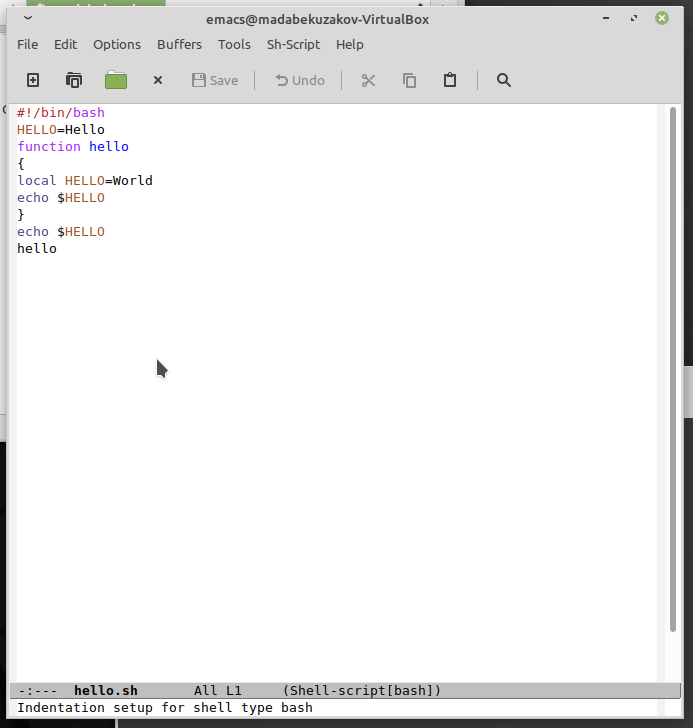 emacs@madabekuzakov-VirtualBox
File Edit Options Buffers Tools Sh-Script Help
Save Undo
#!/bin/bash
HELLO=Hello
function hello
{
local HELLO=World
echo $HELLO
}
echo $HELLO
hello
-:--- hello.sh All L1 (Shell-script[bash])
Indentation setup for shell type bash